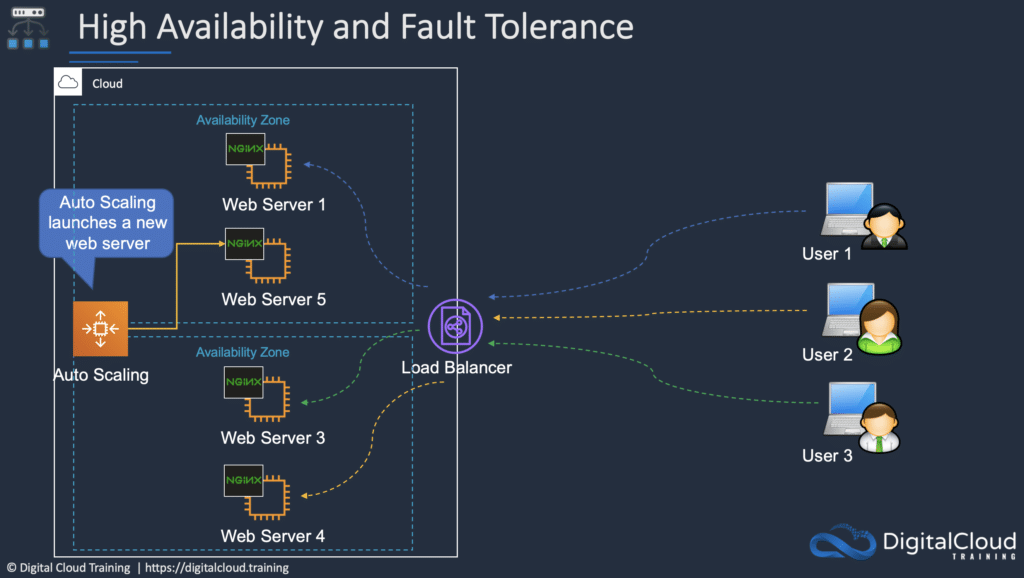 High Availability and Fault Tolerance
Cloud
Availability Zone
NGINX
Web Server 1
Auto Scaling
launches a new
web server
NGINX
Web Server 5
Auto Scaling
Availability Zone
NGINX
Web Server 3
NGINX
Web Server 4
Load Balancer
User 1
User 2
User 3
DigitalCloud
TRAINING
© Digital Cloud Training | https://digitalcloud.training